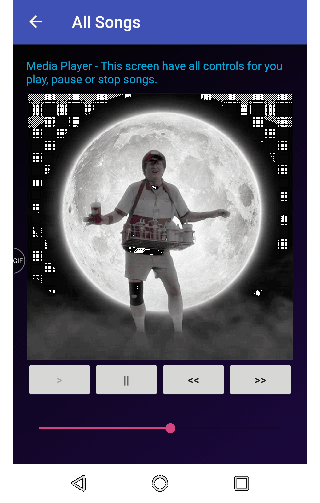 All Songs
Media Player - This screen have all controls for you
play, pause or stop songs.
GIF
> || << >>